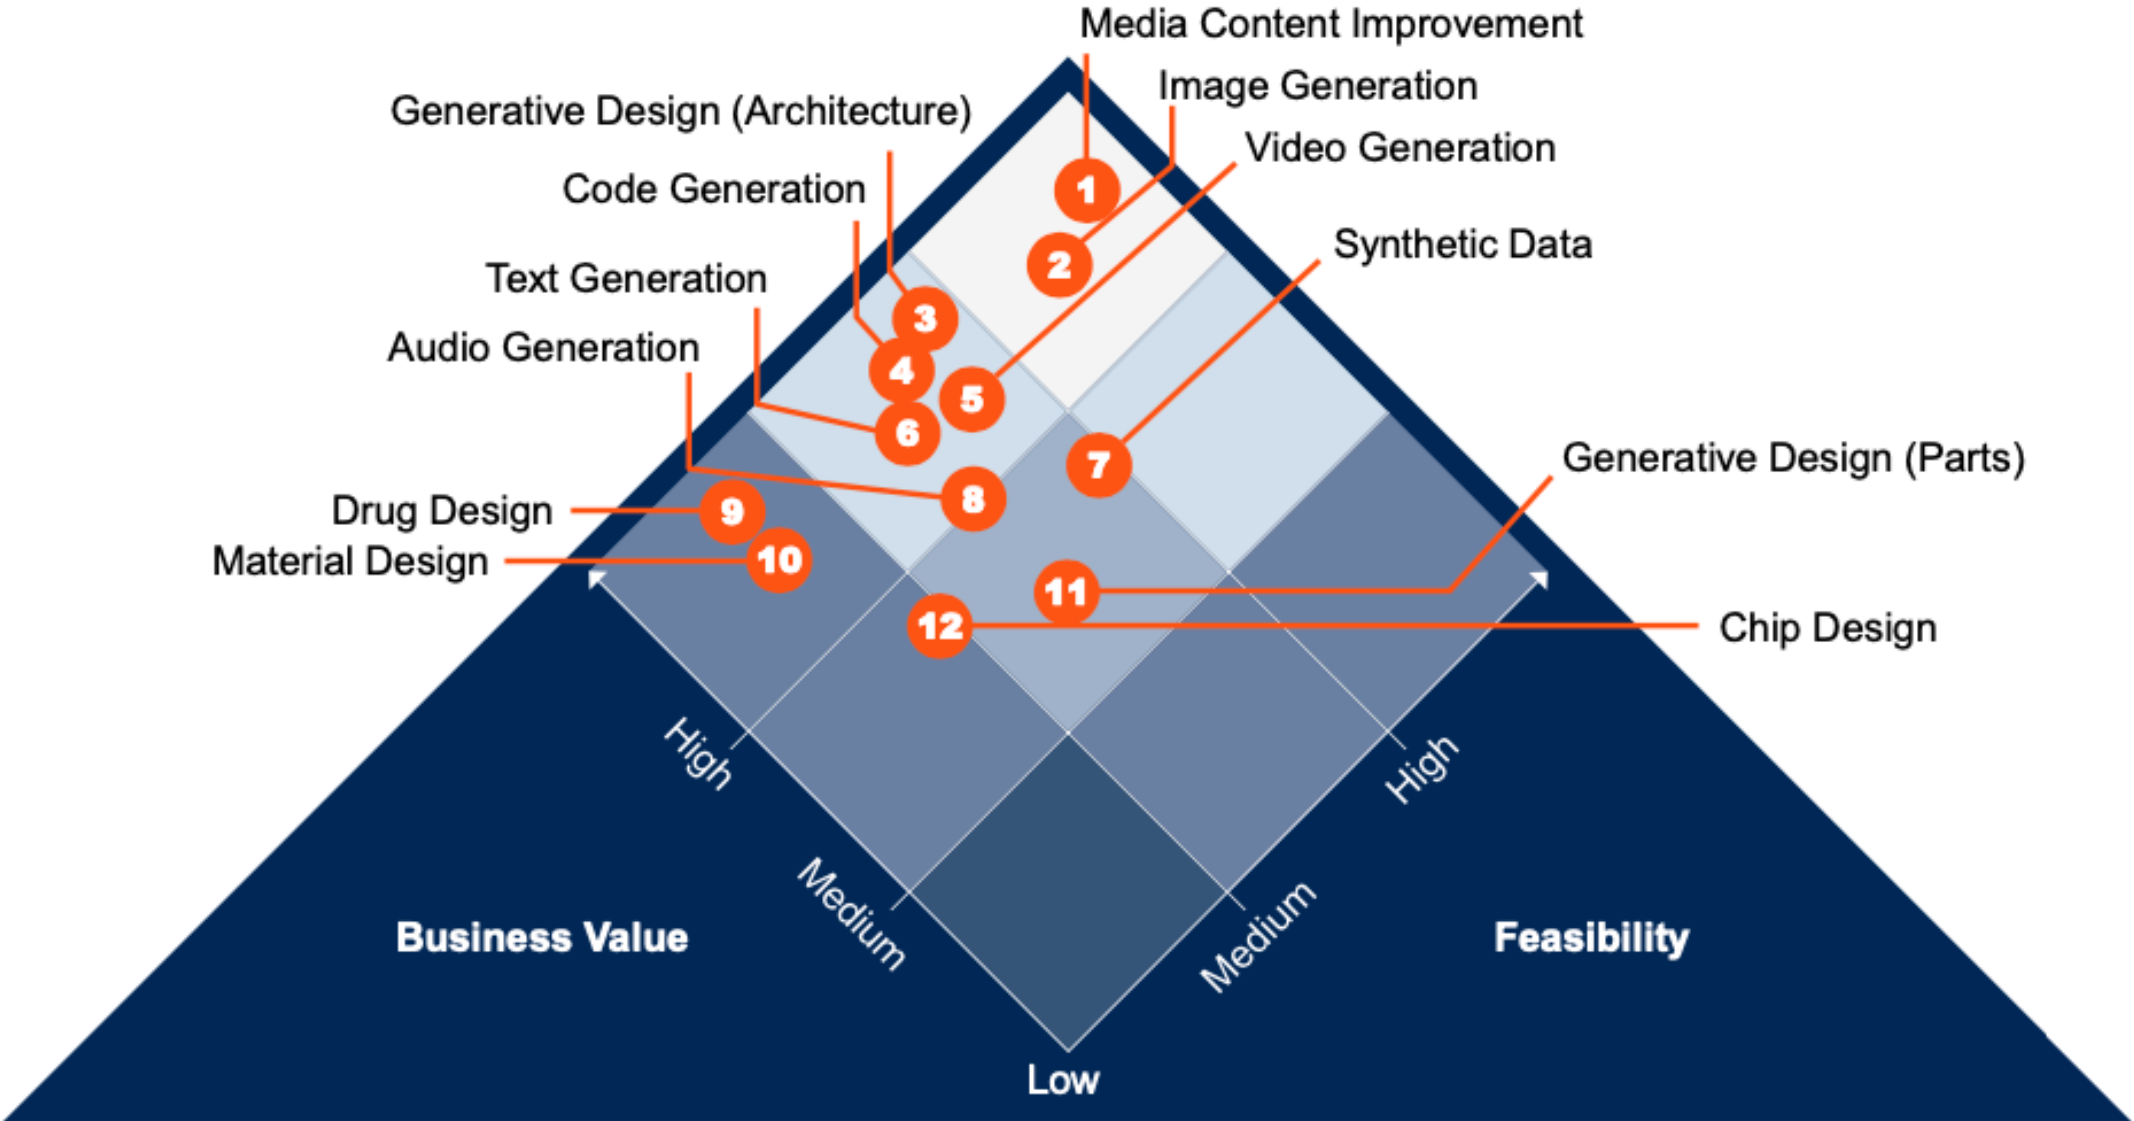 Media Content Improvement
Image Generation
Generative Design (Architecture)
Video Generation
Code Generation
1
Synthetic Data
2
Text Generation
3
Audio Generation
4
5
6
Generative Design (Parts)
7
8
Drug Design
9
Material Design
10
11
12
Chip Design
High
High
Medium
Medium
Business Value
Feasibility
Low